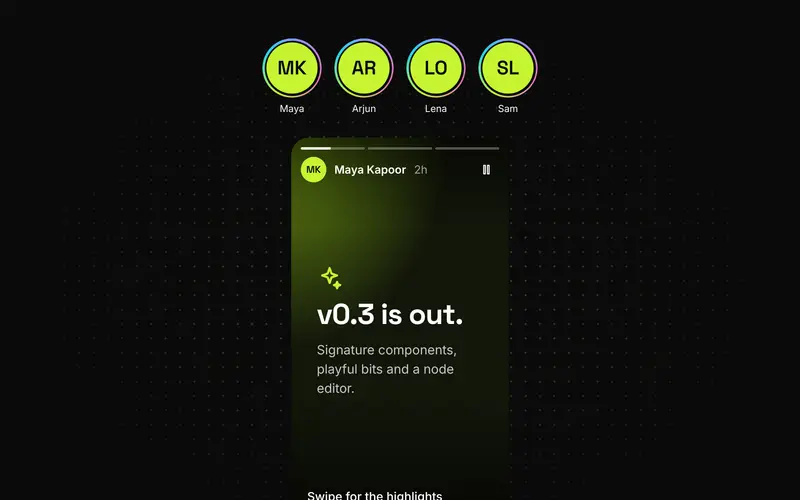 MK AR LO SL
Maya Arjun Lena Sam
MK Maya Kapoor 2h
v0.3 is out.
Signature components,
playful bits and a node
editor.
Swipe for the highlights